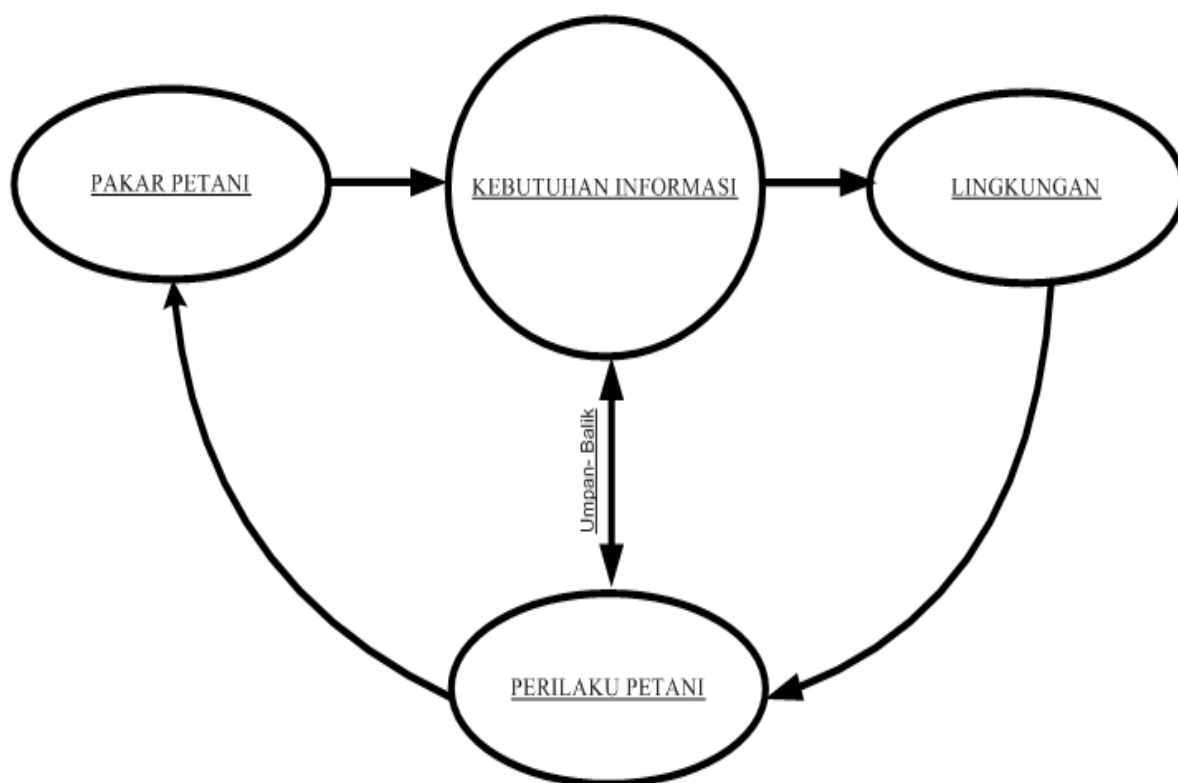 PAKAR PETANI
KEBUTUHAN INFORMASI
LINGKUNGAN
Umpan- Balik
PERILAKU PETANI